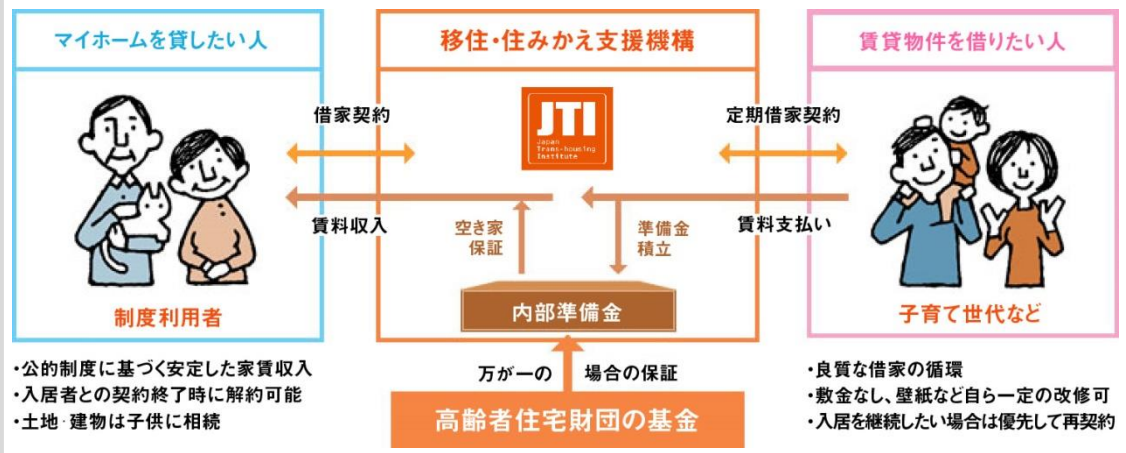 マイホームを貸したい人
制度利用者
・公的制度に基づく安定した家賃収入
・入居者との契約終了時に解約可能
・土地・建物は子供に相続
借家契約
賃料収入
移住・住みかえ支援機構
JTI
Japan
Trans-housing
Institute
空き家
保証
準備金
積立
内部準備金
万が一の 場合の保証
高齢者住宅財団の基金
定期借家契約
賃料支払い
賃貸物件を借りたい人
子育て世代など
・良質な借家の循環
・敷金なし、壁紙など自ら一定の改修可
・入居を継続したい場合は優先して再契約